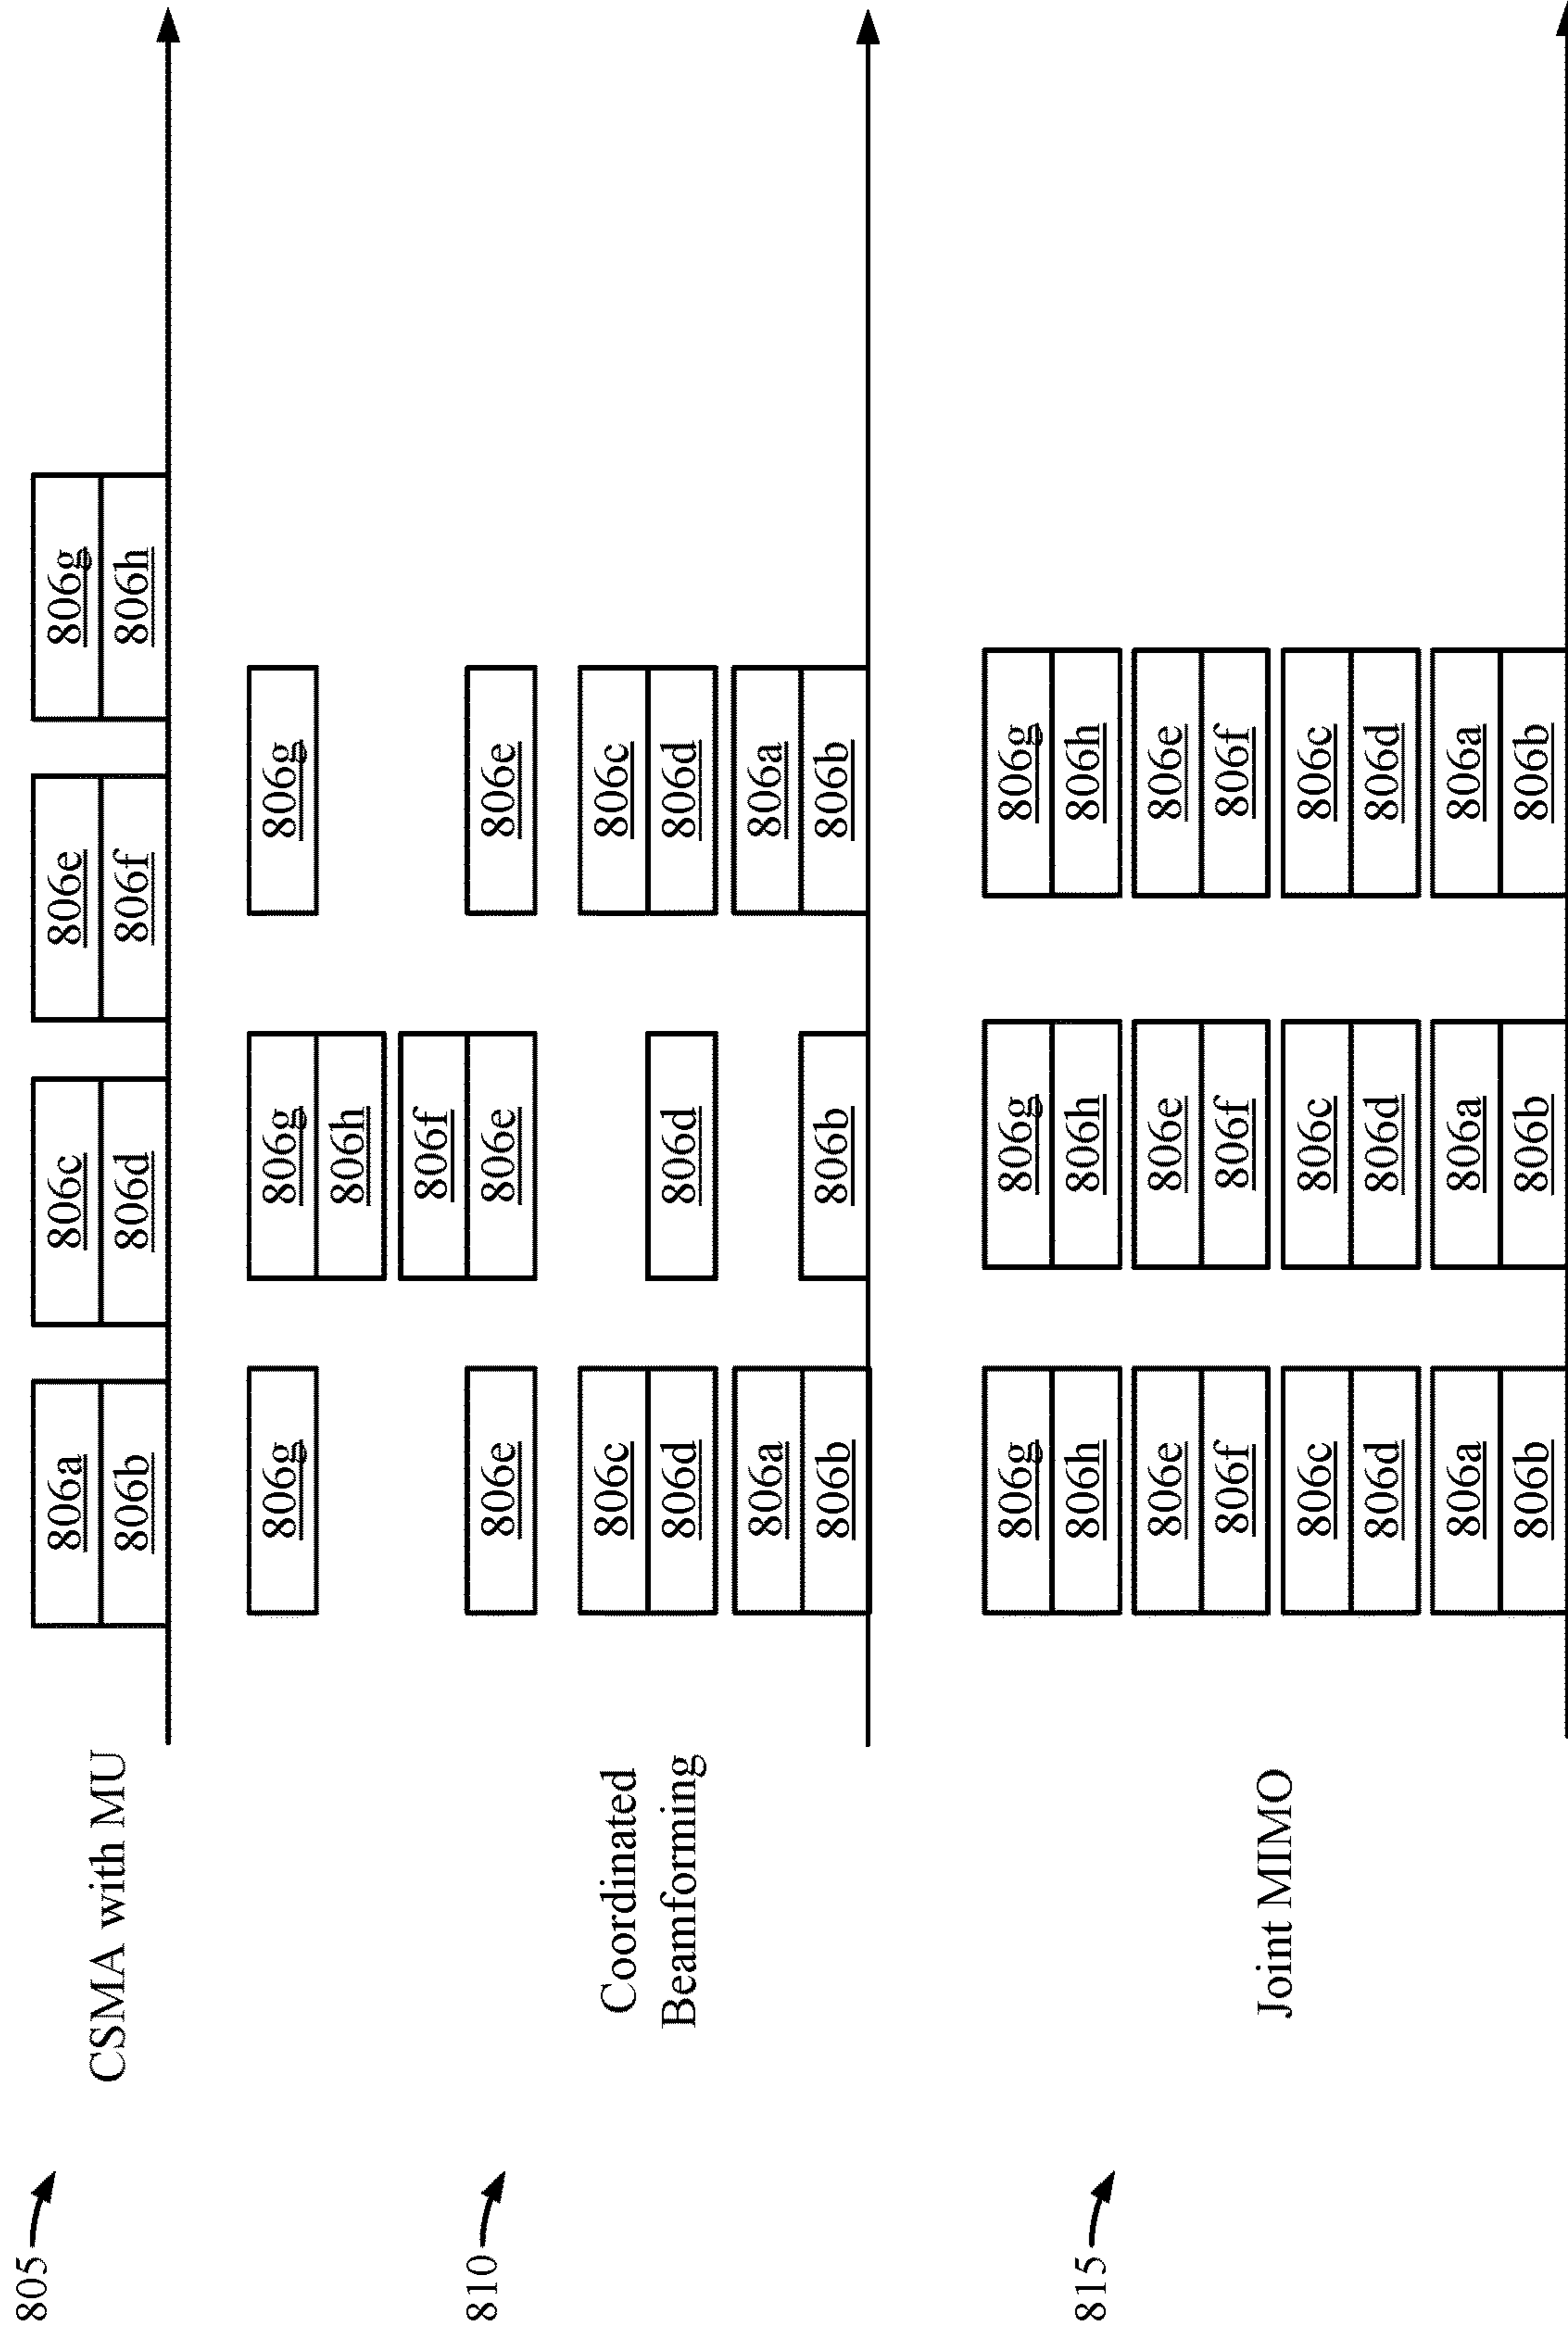 805
CSMA with MU
806a 806c 806e 806g
806b 806d 806f 806h
810
Coordinated
Beamforming
806g 806g 806g
806h
806f
806e 806e 806e
806c 806c
806d 806d 806d
806a 806a
806b 806b 806b
815
Joint MIMO
806g 806g 806g
806h 806h 806h
806e 806e 806e
806f 806f 806f
806c 806c 806c
806d 806d 806d
806a 806a 806a
806b 806b 806b